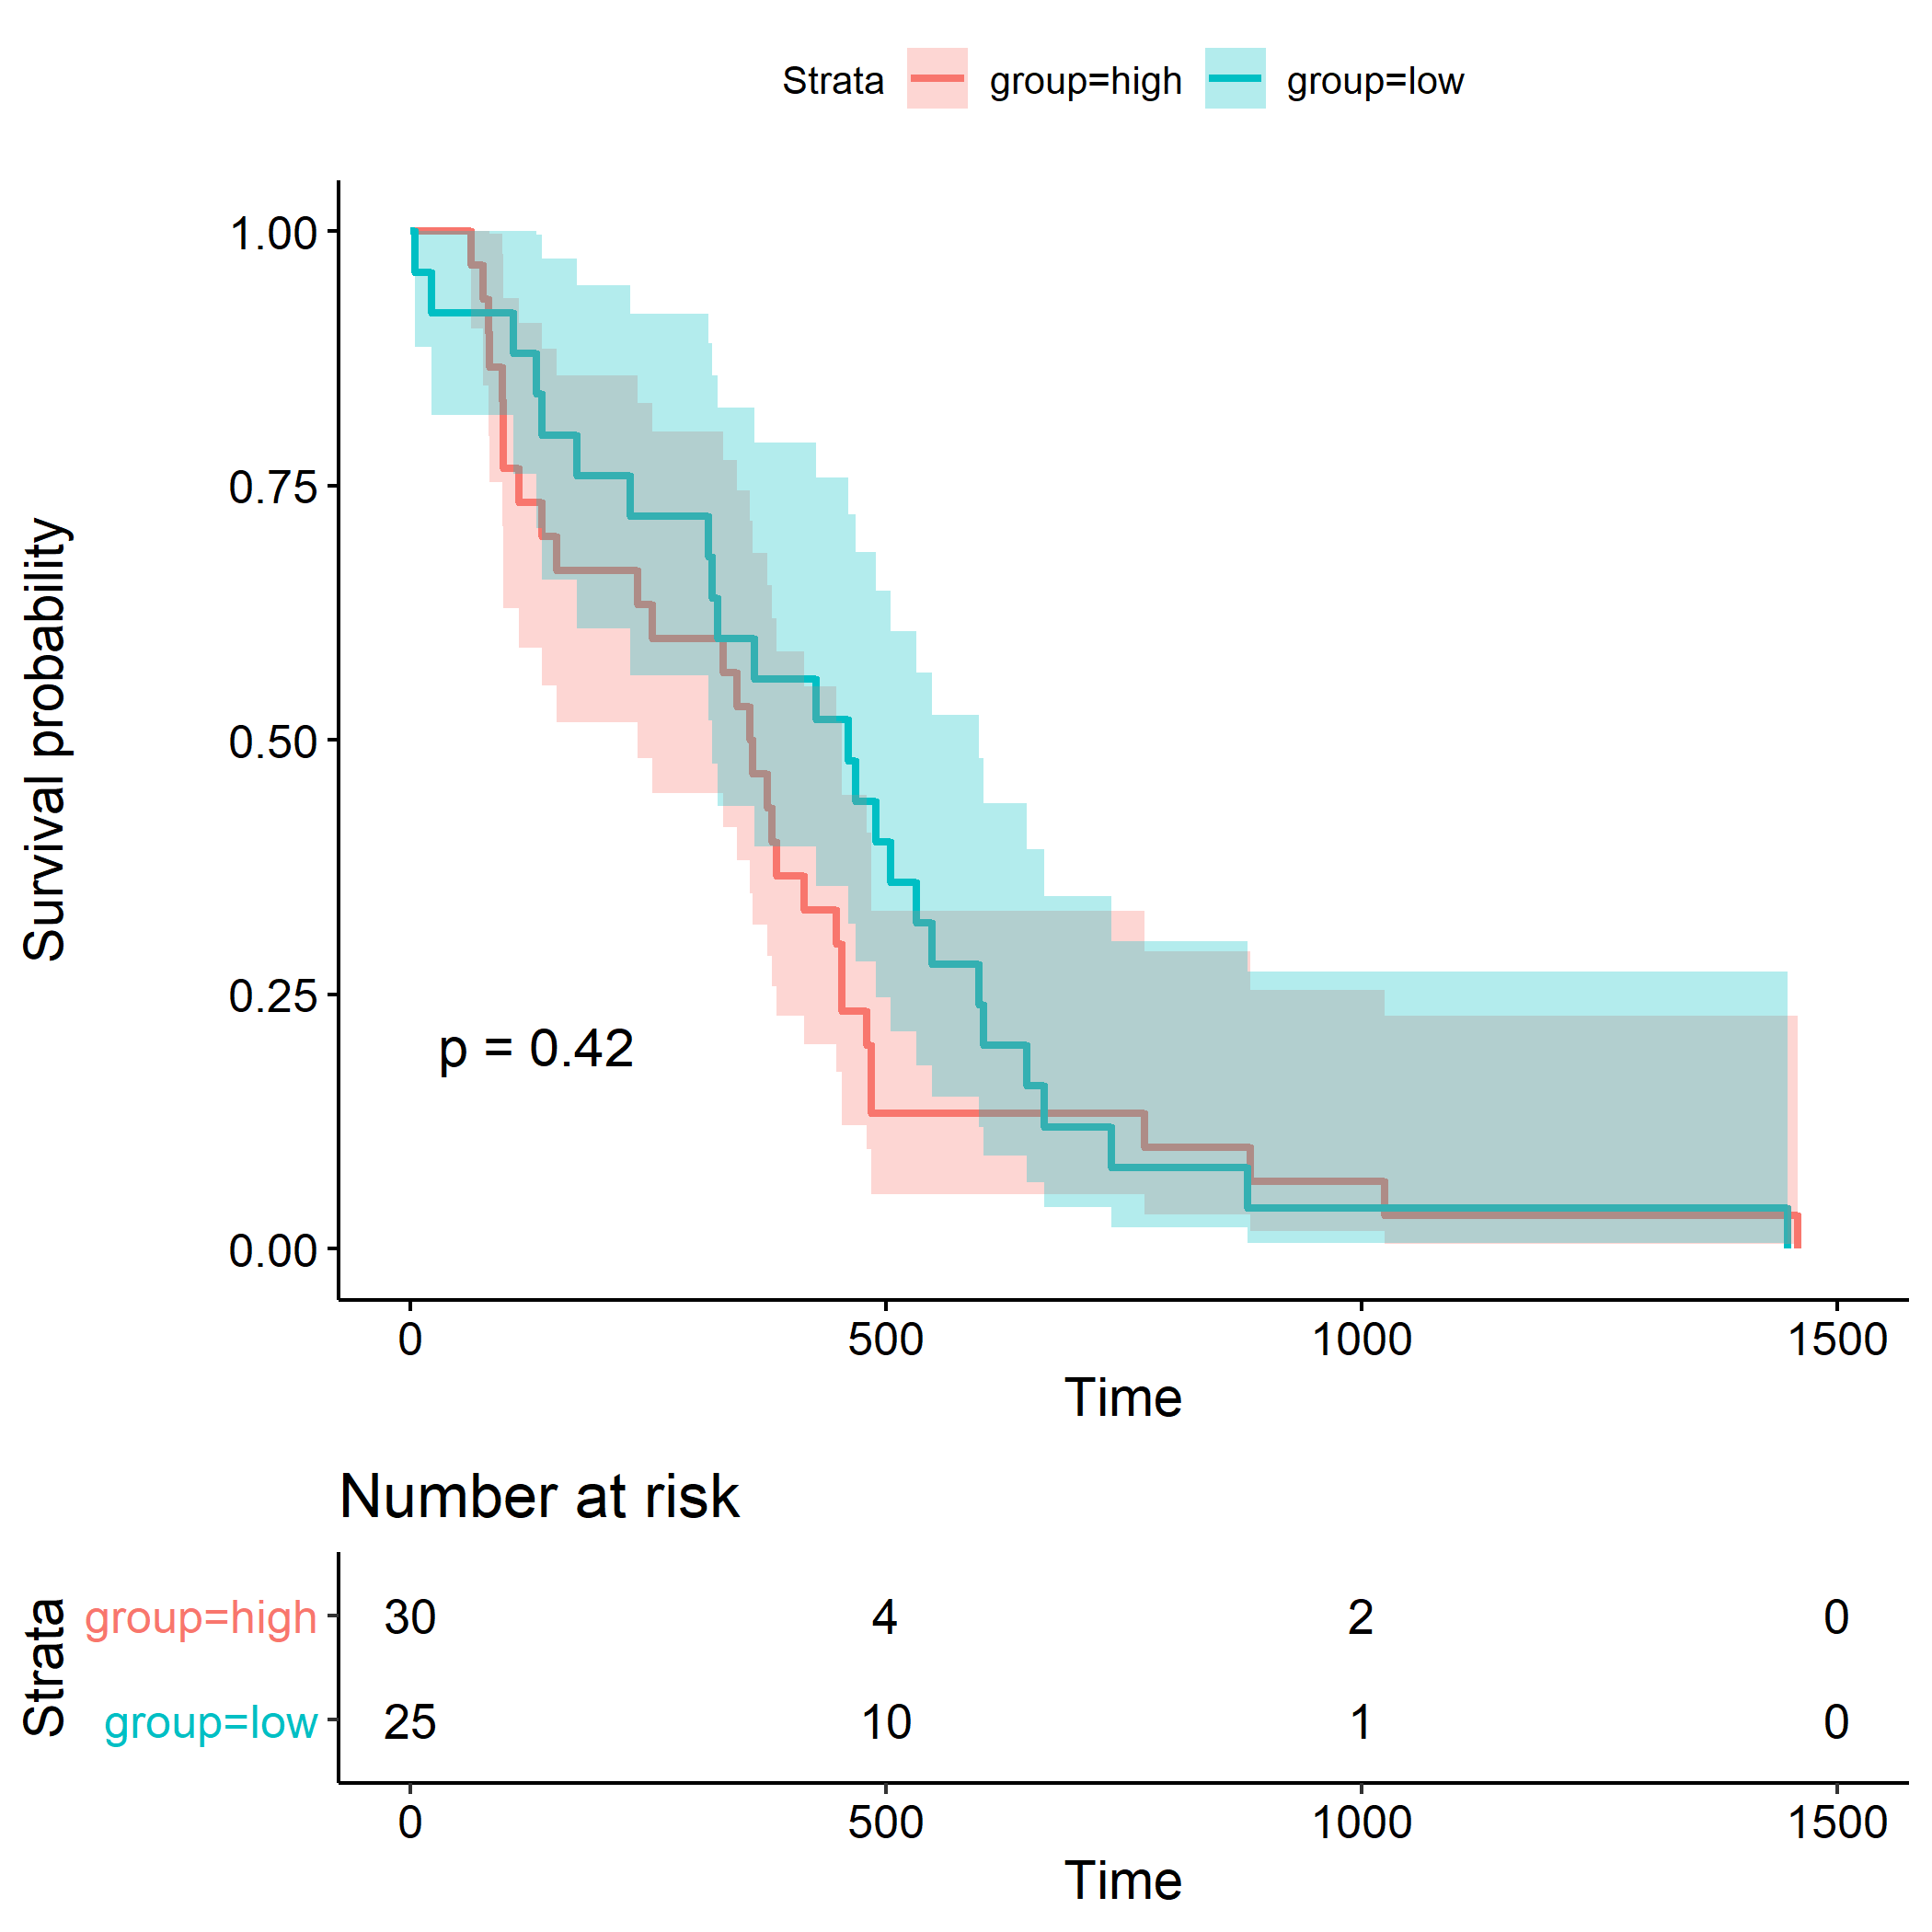 Strata group=high group=low
1.00
0.75
0.50
0.25
0.00
Survival probability
p = 0.42
0 500 1000 1500
Time
Number at risk
Strata
group=high 30 4 2 0
group=low 25 10 1 0
0 500 1000 1500
Time